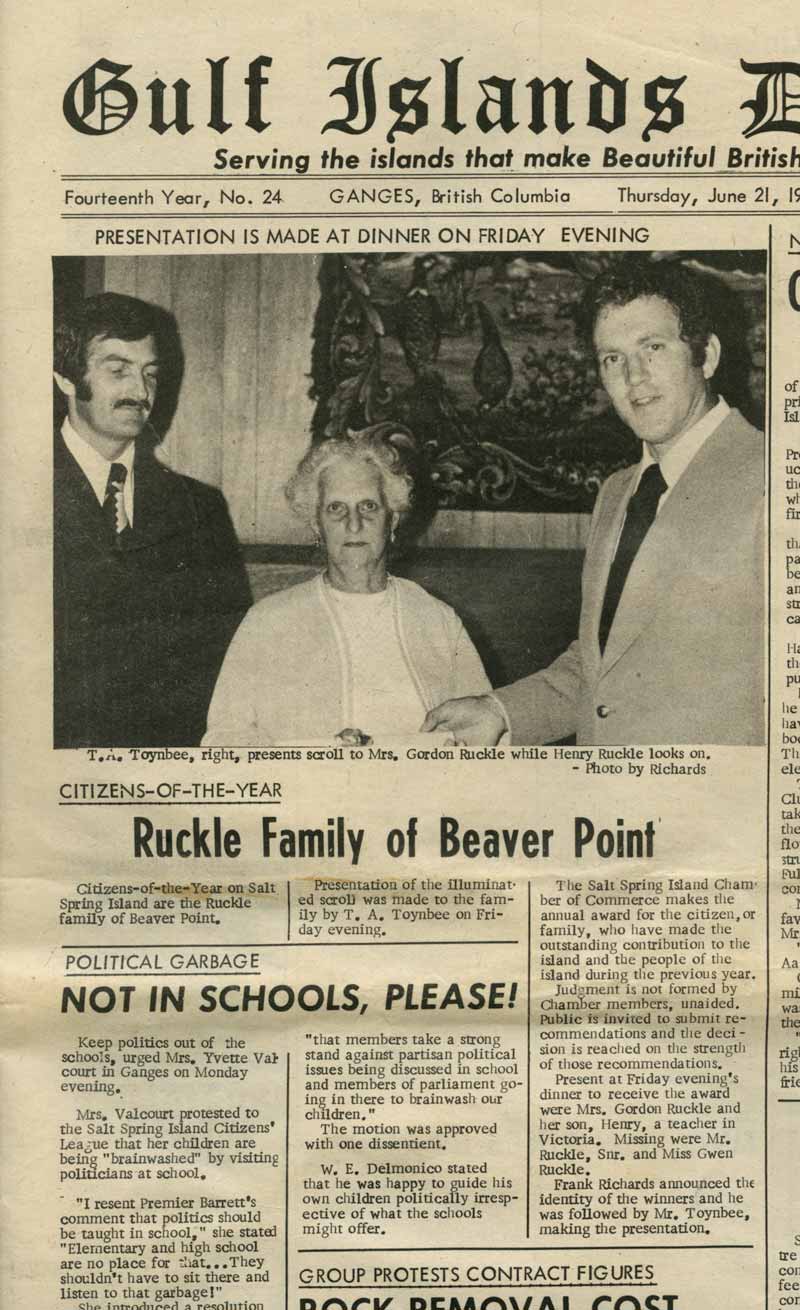 Gulf Islands D
Serving the islands that make Beautiful British
Fourteenth Year, No. 24 GANGES, British Columbia Thursday, June 21, 19
PRESENTATION IS MADE AT DINNER ON FRIDAY EVENING
T.A. Toynbee, right, presents scroll to Mrs. Gordon Ruckle while Henry Ruckle looks on.
- Photo by Richards
CITIZENS-OF-THE-YEAR
Ruckle Family of Beaver Point
Citizens-of-the-Year on Salt
Spring Island are the Ruckle
family of Beaver Point.
Presentation of the illuminat-
ed scroll was made to the fam-
ily by T. A. Toynbee on Fri-
day evening.
The Salt Spring Island Cham-
ber of Commerce makes the
annual award for the citizen, or
family, who have made the
outstanding contribution to the
island and the people of the
island during the previous year.
Judgment is not formed by
Chamber members, unaided.
Public is invited to submit re-
commendations and the deci-
sion is reached on the strength
of those recommendations.
Present at Friday evening's
dinner to receive the award
were Mrs. Gordon Ruckle and
her son, Henry, a teacher in
Victoria. Missing were Mr.
Ruckle, Snr. and Miss Gwen
Ruckle.
Frank Richards announced the
identity of the winners and he
was followed by Mr. Toynbee,
making the presentation.
POLITICAL GARBAGE
NOT IN SCHOOLS, PLEASE!
Keep politics out of the
schools, urged Mrs. Yvette Val-
court in Ganges on Monday
evening.
Mrs. Valcourt protested to
the Salt Spring Island Citizens'
League that her children are
being "brainwashed" by visiting
politicians at school.
"I resent Premier Barrett's
comment that politics should
be taught in school," she stated
"Elementary and high school
are no place for that...They
shouldn't have to sit there and
listen to that garbage!"
She introduced a resolution
"that members take a strong
stand against partisan political
issues being discussed in school
and members of parliament go-
ing in there to brainwash our
children."
The motion was approved
with one dissentient.
W. E. Delmonico stated
that he was happy to guide his
own children politically irresp-
ective of what the schools
might offer.
GROUP PROTESTS CONTRACT FIGURES
ROCK REMOVAL COST